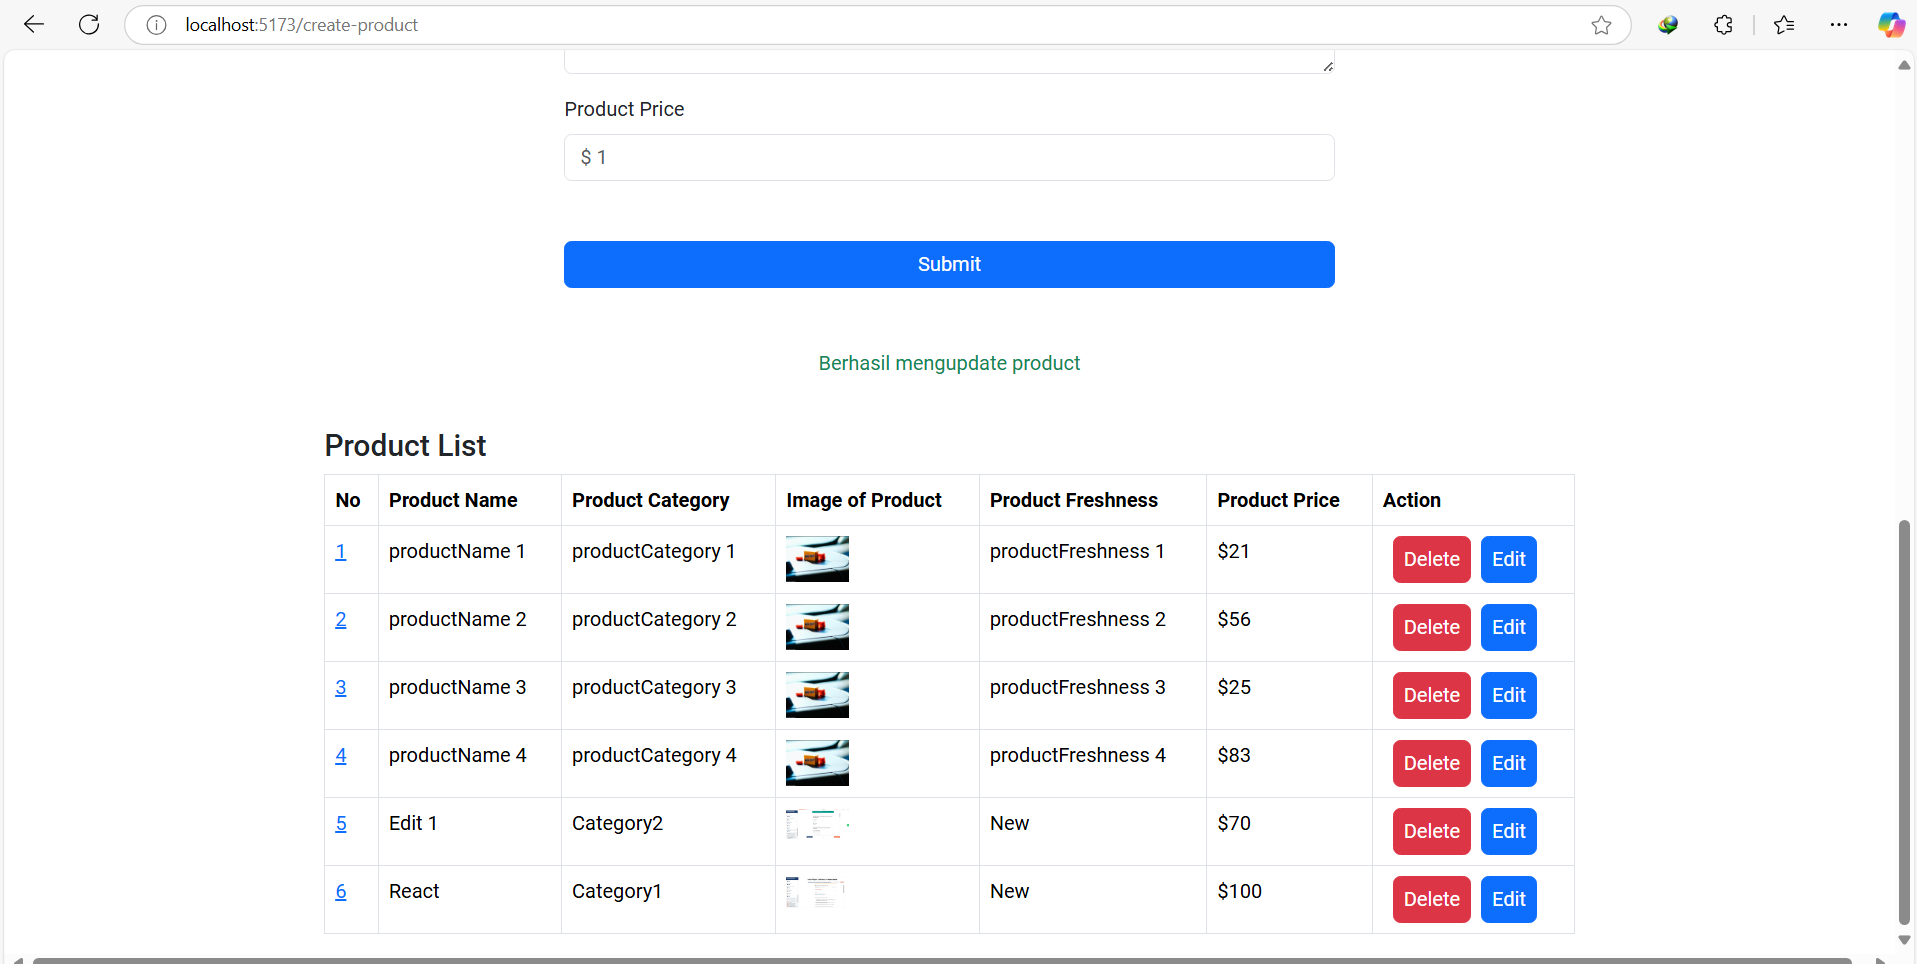 localhost:5173/create-product
Product Price
$ 1
Submit
Berhasil mengupdate product
Product List
No Product Name Product Category Image of Product Product Freshness Product Price Action
1 productName 1 productCategory 1 productFreshness 1 $21 Delete Edit
2 productName 2 productCategory 2 productFreshness 2 $56 Delete Edit
3 productName 3 productCategory 3 productFreshness 3 $25 Delete Edit
4 productName 4 productCategory 4 productFreshness 4 $83 Delete Edit
5 Edit 1 Category2 New $70 Delete Edit
6 React Category1 New $100 Delete Edit